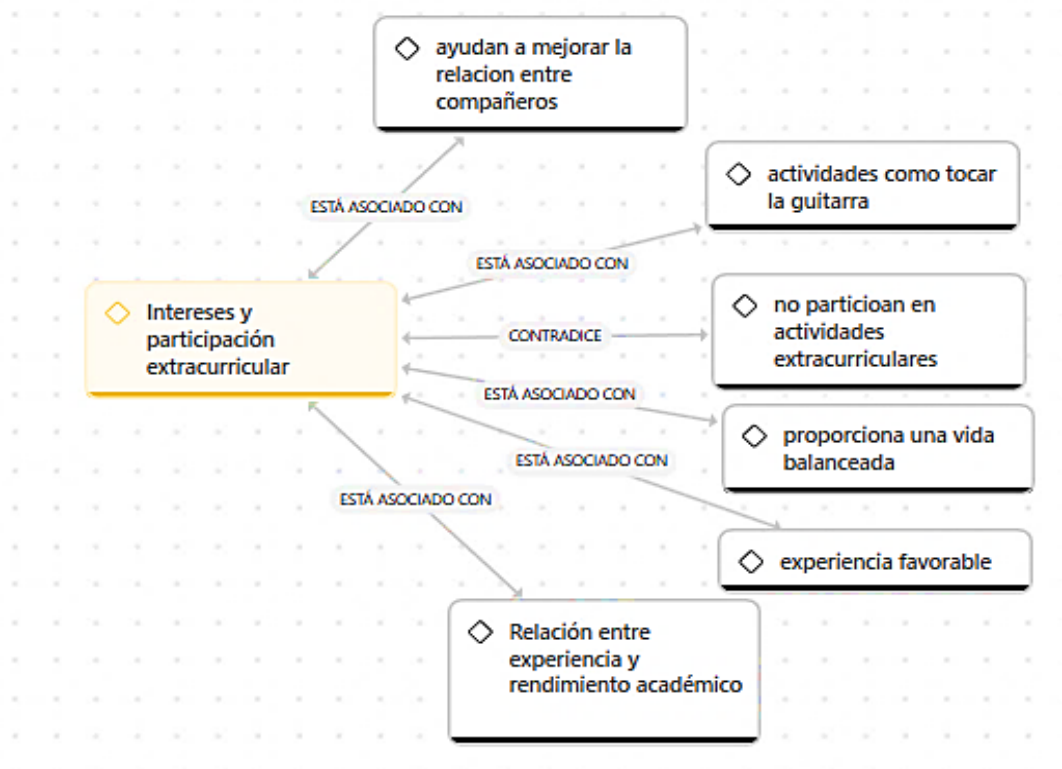 ayudan a mejorar la
relacion entre
compañeros
actividades como tocar
la guitarra
ESTÁ ASOCIADO CON
ESTÁ ASOCIADO CON
Intereses y
participación
extracurricular
CONTRADICE
no particioan en
actividades
extracurriculares
ESTÁ ASOCIADO CON
proporciona una vida
balanceada
ESTÁ ASOCIADO CON
ESTÁ ASOCIADO CON
experiencia favorable
Relación entre
experiencia y
rendimiento académico